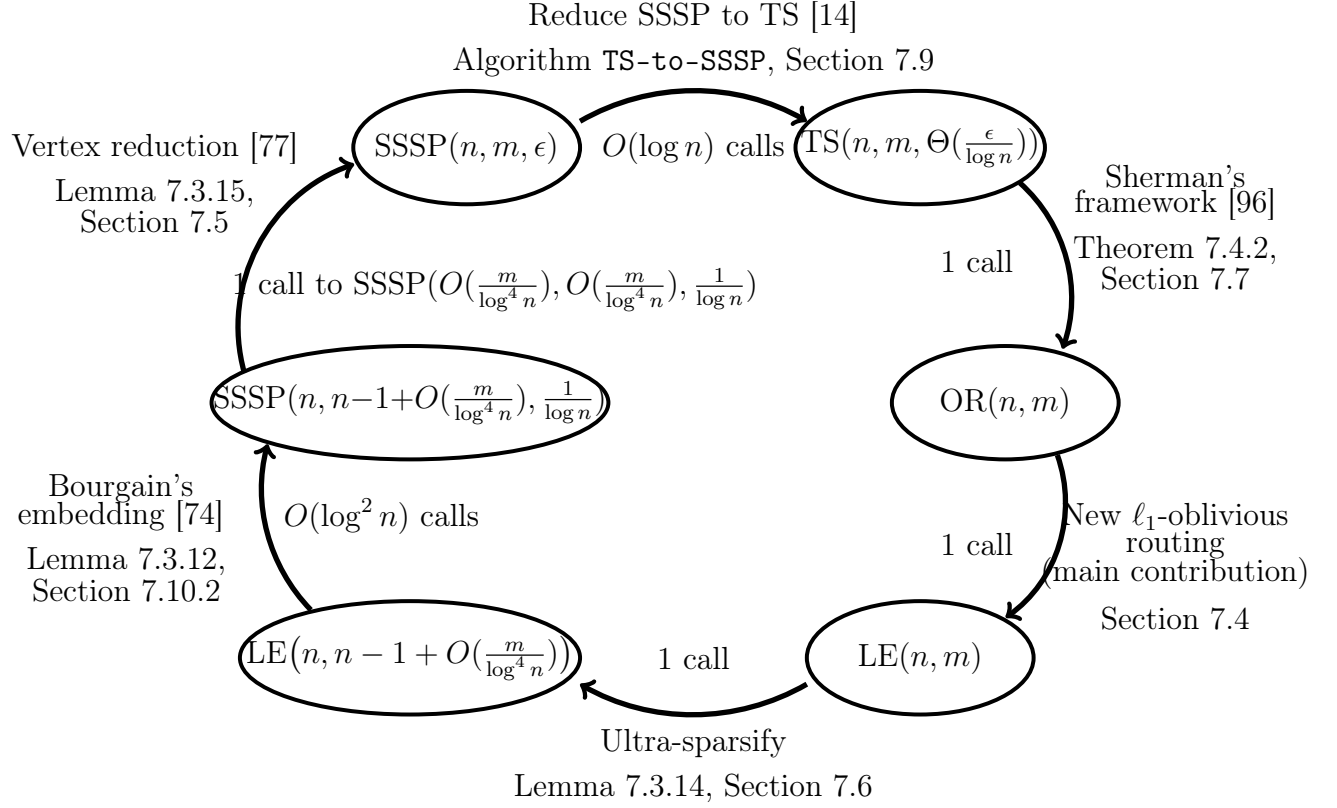 Reduce SSSP to TS [14]
Algorithm TS-to-SSSP, Section 7.9
SSSP(n, m, ϵ)
O(log n) calls
TS(n, m, Θ(ϵ/log n))
Vertex reduction [77]
Lemma 7.3.15,
Section 7.5
Sherman's
framework [96]
Theorem 7.4.2,
Section 7.7
1 call
1 call to SSSP(O(m/log⁴ n), O(m/log⁴ n), 1/log n)
SSSP(n, n−1+O(m/log⁴ n), 1/log n)
OR(n, m)
Bourgain's
embedding [74]
Lemma 7.3.12,
Section 7.10.2
O(log² n) calls
1 call
New ℓ₁-oblivious
routing
(main contribution)
Section 7.4
LE(n, n − 1 + O(m/log⁴ n))
1 call
LE(n, m)
Ultra-sparsify
Lemma 7.3.14, Section 7.6